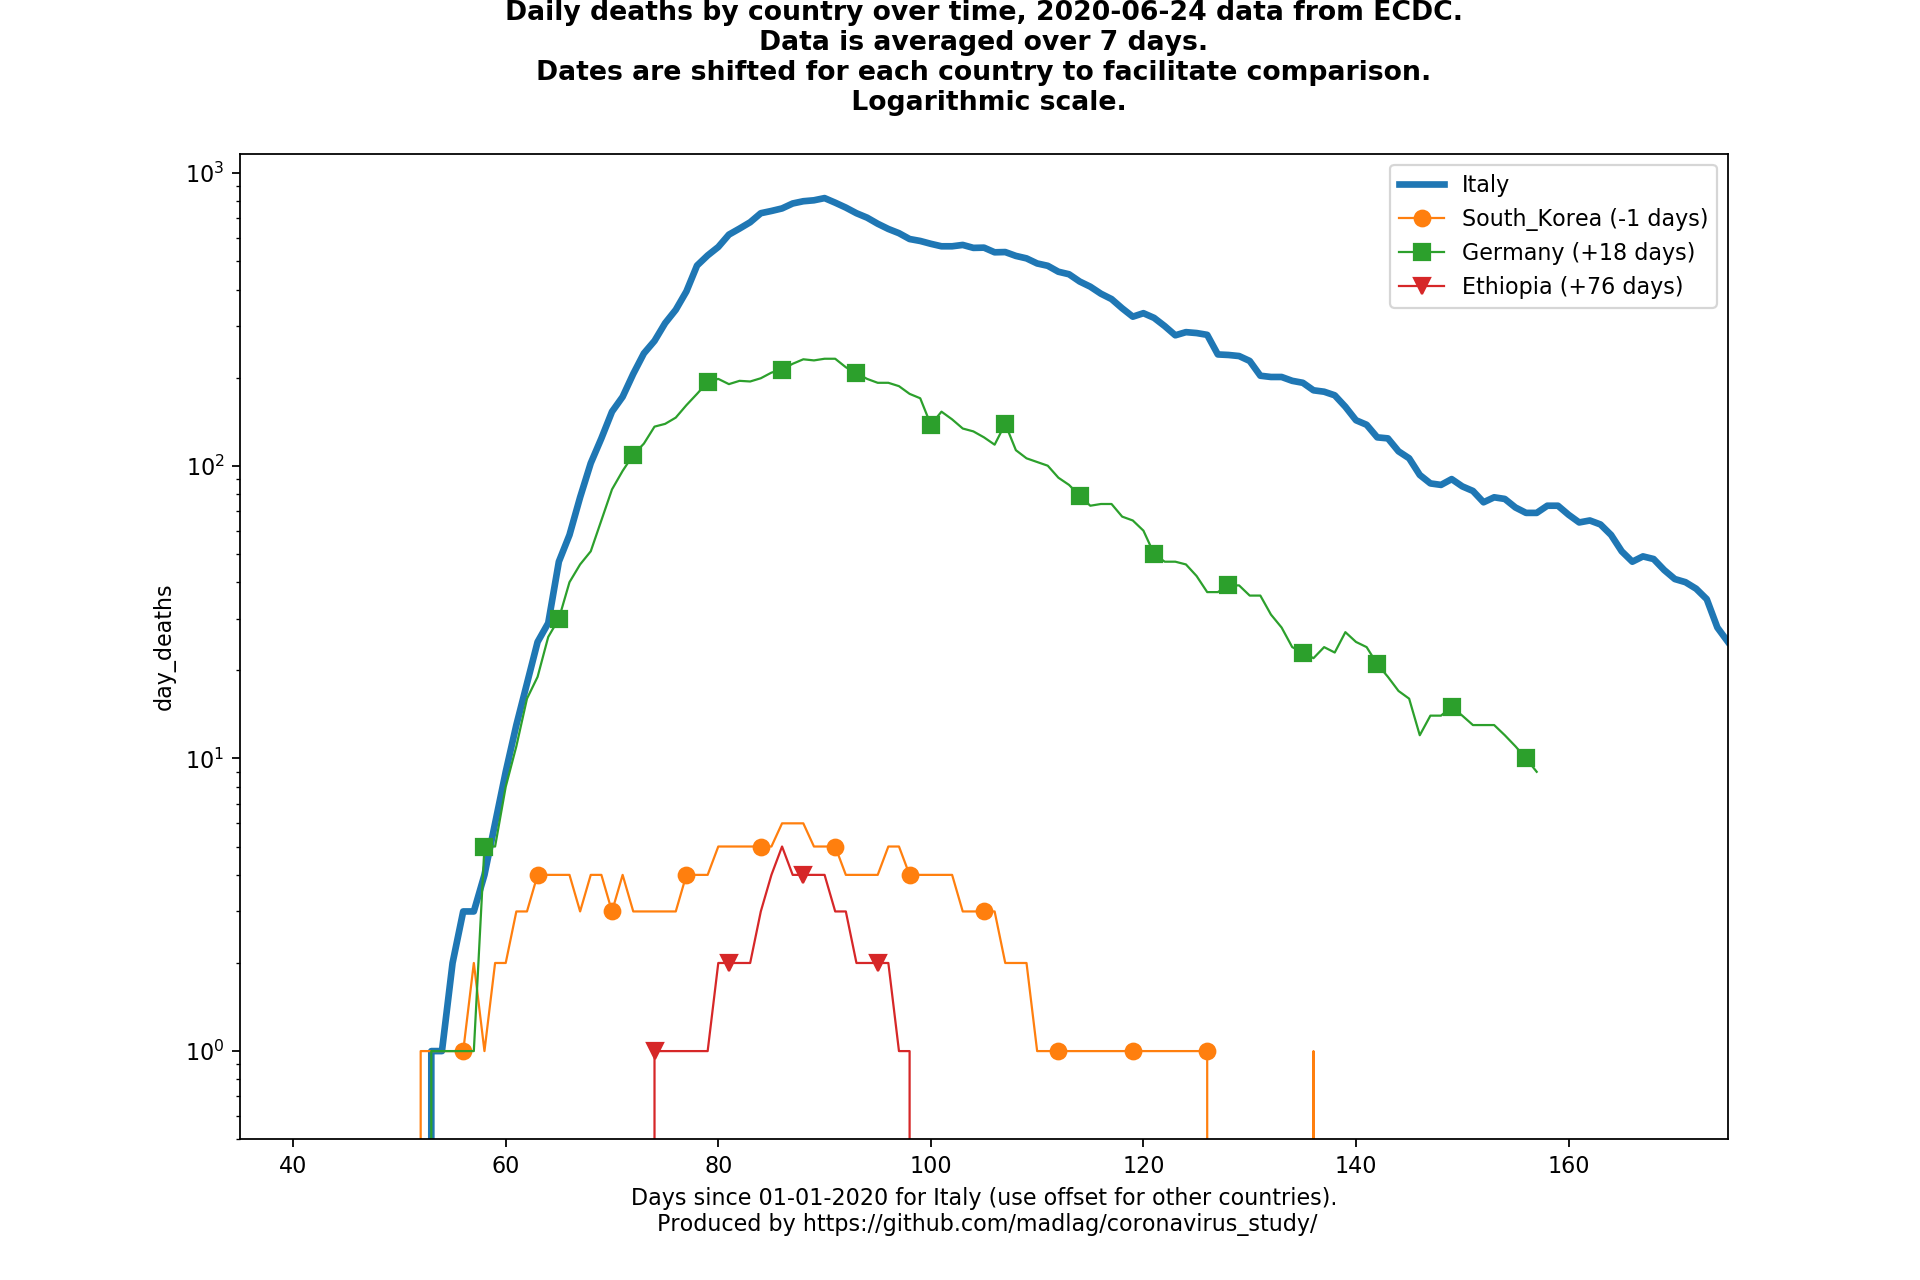 Daily deaths by country over time, 2020-06-24 data from ECDC.
Data is averaged over 7 days.
Dates are shifted for each country to facilitate comparison.
Logarithmic scale.
10³
10²
10¹
10⁰
day_deaths
Italy
South_Korea (-1 days)
Germany (+18 days)
Ethiopia (+76 days)
40 60 80 100 120 140 160
Days since 01-01-2020 for Italy (use offset for other countries).
Produced by https://github.com/madlag/coronavirus_study/